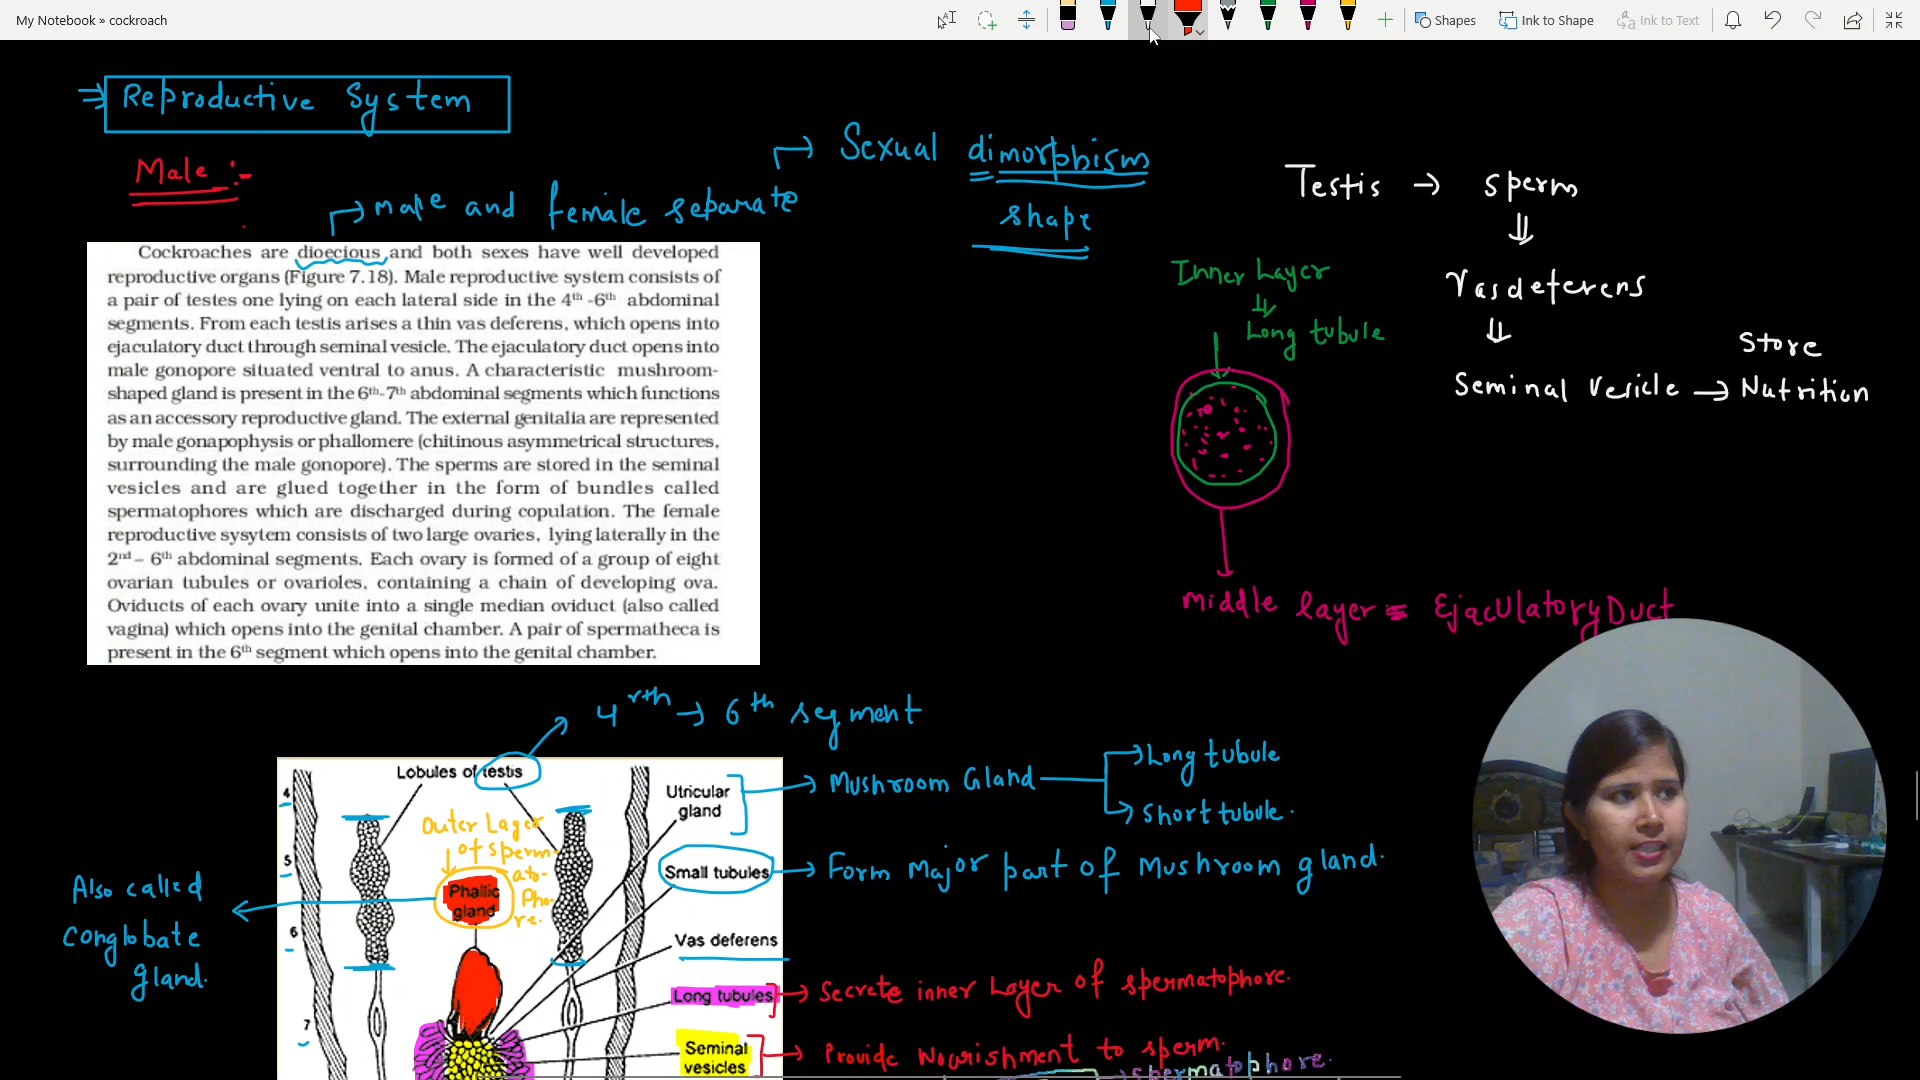 My Notebook » cockroach
Shapes
Ink to Shape
Ink to Text
⇒ Reproductive System
Male :-
→ male and female separate
→ Sexual dimorphism
shape
Testis → sperm
⇓
Vas deferens
⇓
Store
Seminal Vesicle → Nutrition
Inner Layer
⇓
Long tubule
middle layer = Ejaculatory Duct
Cockroaches are dioecious and both sexes have well developed
reproductive organs (Figure 7.18). Male reproductive system consists of
a pair of testes one lying on each lateral side in the 4th -6th abdominal
segments. From each testis arises a thin vas deferens, which opens into
ejaculatory duct through seminal vesicle. The ejaculatory duct opens into
male gonopore situated ventral to anus. A characteristic mushroom-
shaped gland is present in the 6th-7th abdominal segments which functions
as an accessory reproductive gland. The external genitalia are represented
by male gonapophysis or phallomere (chitinous asymmetrical structures,
surrounding the male gonopore). The sperms are stored in the seminal
vesicles and are glued together in the form of bundles called
spermatophores which are discharged during copulation. The female
reproductive sysytem consists of two large ovaries, lying laterally in the
2nd – 6th abdominal segments. Each ovary is formed of a group of eight
ovarian tubules or ovarioles, containing a chain of developing ova.
Oviducts of each ovary unite into a single median oviduct (also called
vagina) which opens into the genital chamber. A pair of spermatheca is
present in the 6th segment which opens into the genital chamber.
4rth → 6th segment
Lobules of testis
4
5
6
7
Outer Layer
of sperm-
ato-
Pho-
re.
Phallic
gland
Also called
conglobate
gland.
Utricular
gland
→ Mushroom Gland
→ Long tubule
→ Short tubule.
Small tubules
→ Form Major part of Mushroom gland.
Vas deferens
Long tubules
→ Secrete inner Layer of spermatophore.
Seminal
vesicles
→ Provide Nourishment to sperm.
→ spermatophore.